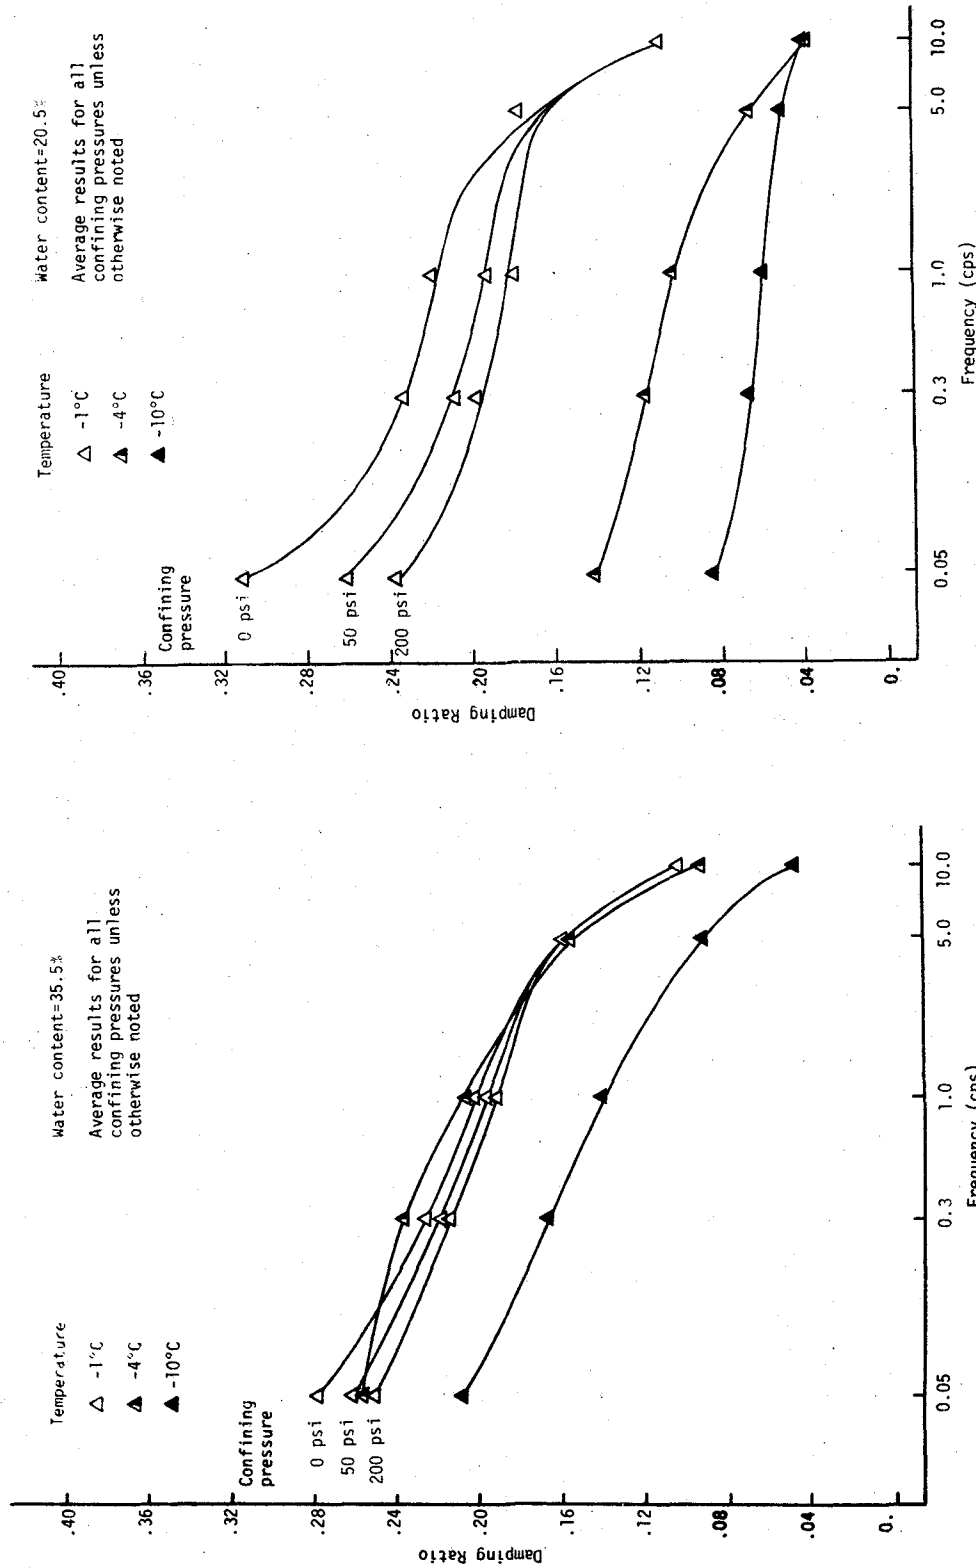 Water content=35.5%
Average results for all
confining pressures unless
otherwise noted
Temperature
-1°C
-4°C
-10°C
Confining
pressure
0 psi
50 psi
200 psi
Damping Ratio
.40
.36
.32
.28
.24
.20
.16
.12
.08
.04
0.
0.05
0.3
1.0
5.0
10.0
Frequency (cps)
Water content=20.5%
Average results for all
confining pressures unless
otherwise noted
Temperature
-1°C
-4°C
-10°C
Confining
pressure
0 psi
50 psi
200 psi
Damping Ratio
.40
.36
.32
.28
.24
.20
.16
.12
.08
.04
0.
0.05
0.3
1.0
5.0
10.0
Frequency (cps)